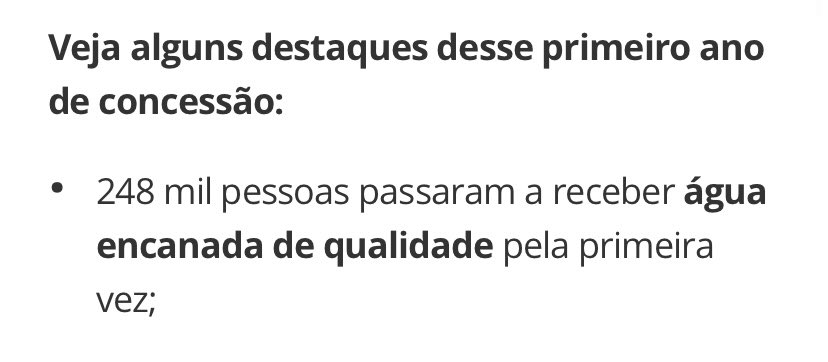 Veja alguns destaques desse primeiro ano
de concessão:
• 248 mil pessoas passaram a receber água
encanada de qualidade pela primeira
vez;